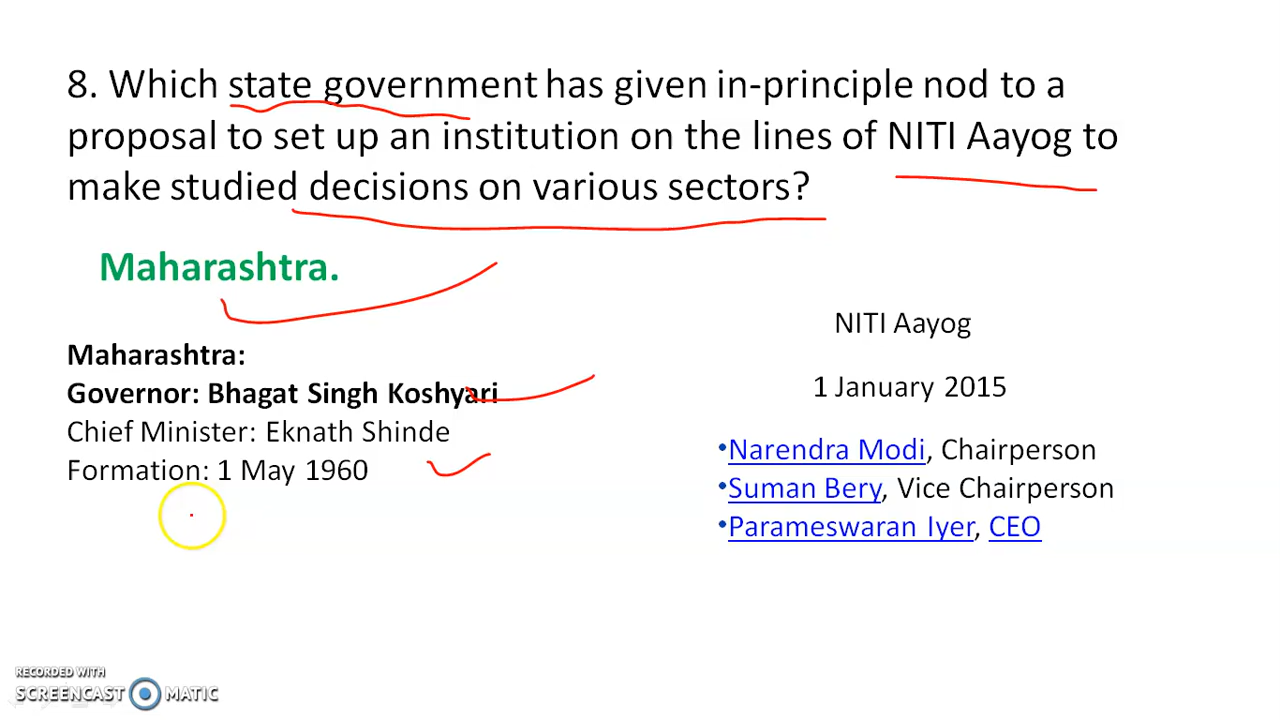 8. Which state government has given in-principle nod to a
proposal to set up an institution on the lines of NITI Aayog to
make studied decisions on various sectors?
Maharashtra.
Maharashtra:
Governor: Bhagat Singh Koshyari
Chief Minister: Eknath Shinde
Formation: 1 May 1960
NITI Aayog
1 January 2015
•Narendra Modi, Chairperson
•Suman Bery, Vice Chairperson
•Parameswaran Iyer, CEO
RECORDED WITH
SCREENCAST MATIC